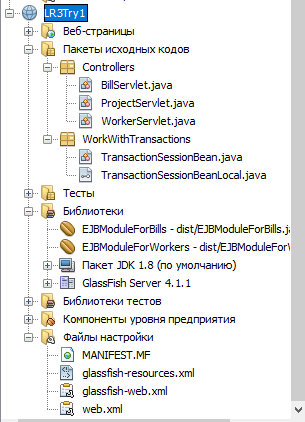 LR3Try1
Веб-страницы
Пакеты исходных кодов
Controllers
BillServlet.java
ProjectServlet.java
WorkerServlet.java
WorkWithTransactions
TransactionSessionBean.java
TransactionSessionBeanLocal.java
Тесты
Библиотеки
EJBModuleForBills - dist/EJBModuleForBills.j
EJBModuleForWorkers - dist/EJBModuleForW
Пакет JDK 1.8 (по умолчанию)
GlassFish Server 4.1.1
Библиотеки тестов
Компоненты уровня предприятия
Файлы настройки
MANIFEST.MF
glassfish-resources.xml
glassfish-web.xml
web.xml